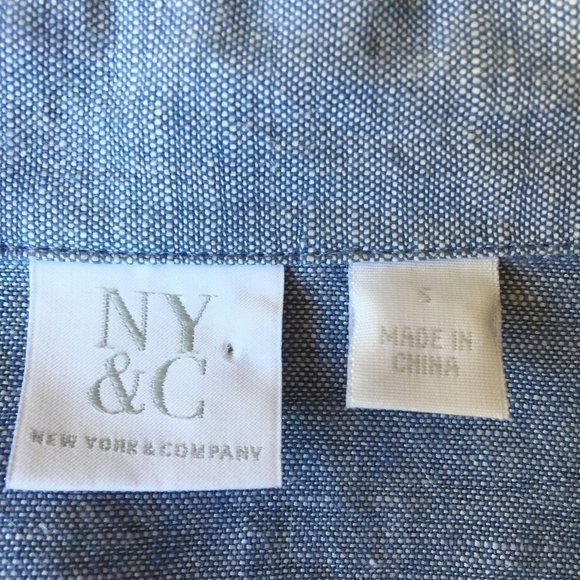 NY
&C
NEW YORK & COMPANY
S
MADE IN
CHINA